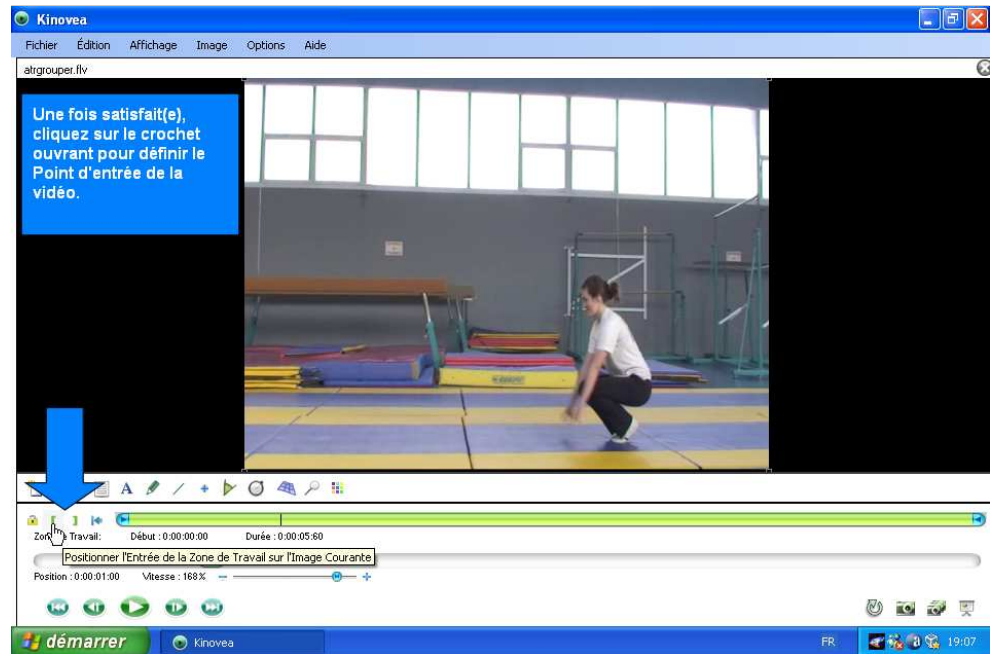 Kinovea
Fichier Édition Affichage Image Options Aide
atrgrouper.flv
Une fois satisfait(e),
cliquez sur le crochet
ouvrant pour définir le
Point d'entrée de la
vidéo.
Travail: Début : 0:00:00:00 Durée : 0:00:05:60
Positionner l'Entrée de la Zone de Travail sur l'Image Courante
Position : 0:00:01:00 Vitesse : 168%
démarrer Kinovea FR 19:07